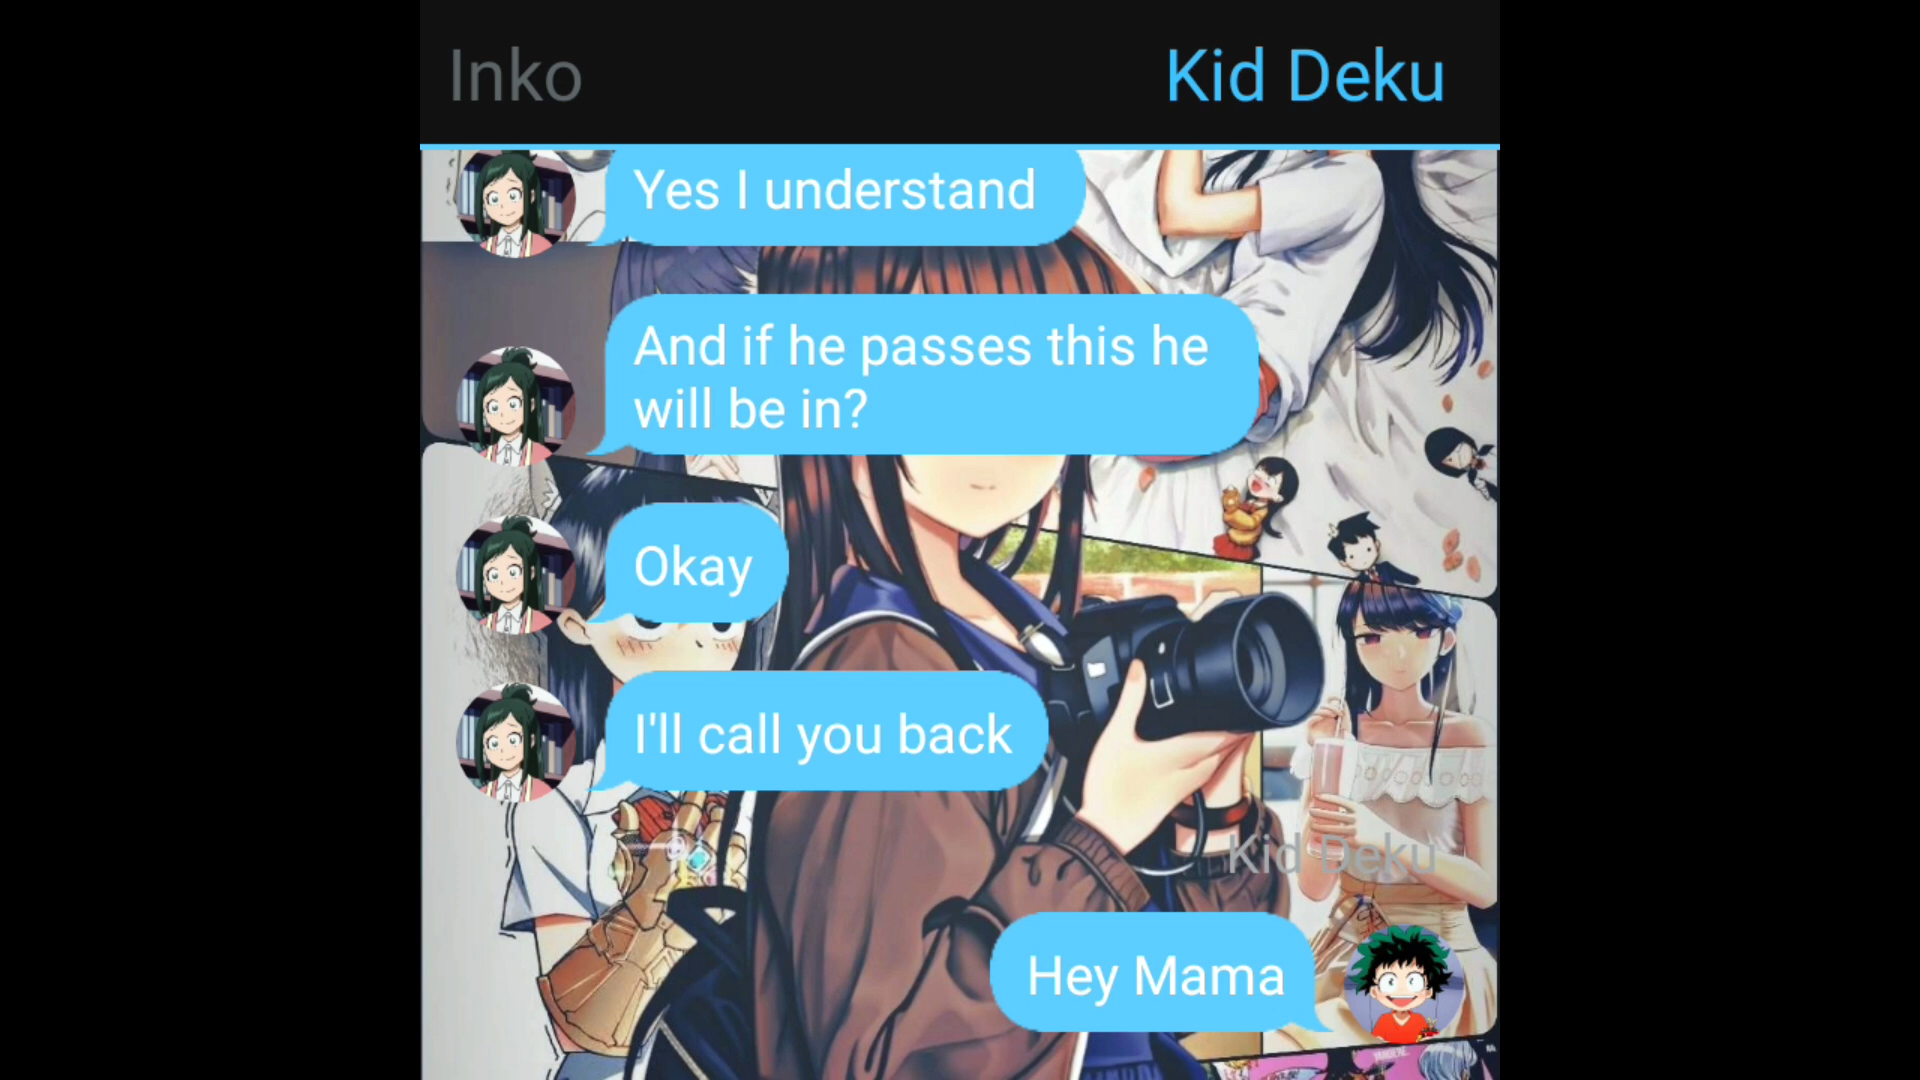 Inko
Kid Deku
Yes I understand
And if he passes this he
will be in?
Okay
I'll call you back
Kid Deku
Hey Mama